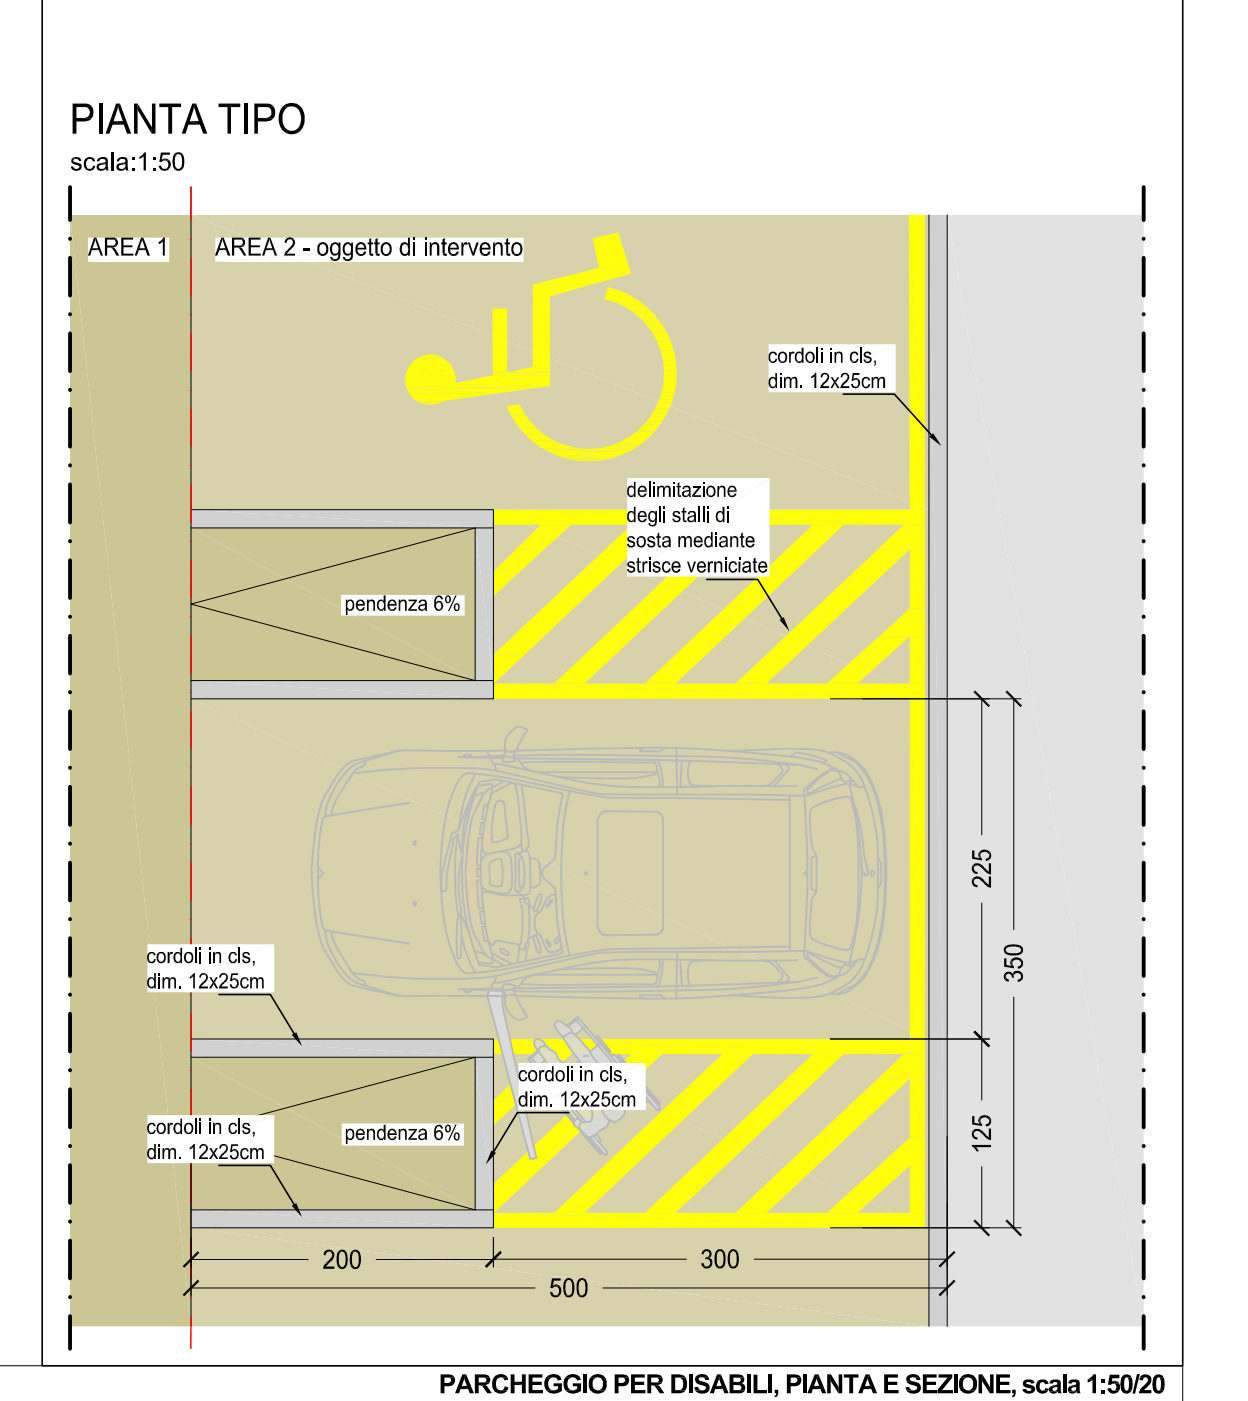 PIANTA TIPO
scala:1:50
AREA 1
AREA 2 - oggetto di intervento
cordoli in cls,
dim. 12x25cm
delimitazione
degli stalli di
sosta mediante
strisce verniciate
pendenza 6%
225
350
cordoli in cls,
dim. 12x25cm
cordoli in cls,
dim. 12x25cm
cordoli in cls,
dim. 12x25cm
pendenza 6%
125
200
300
500
PARCHEGGIO PER DISABILI, PIANTA E SEZIONE, scala 1:50/20